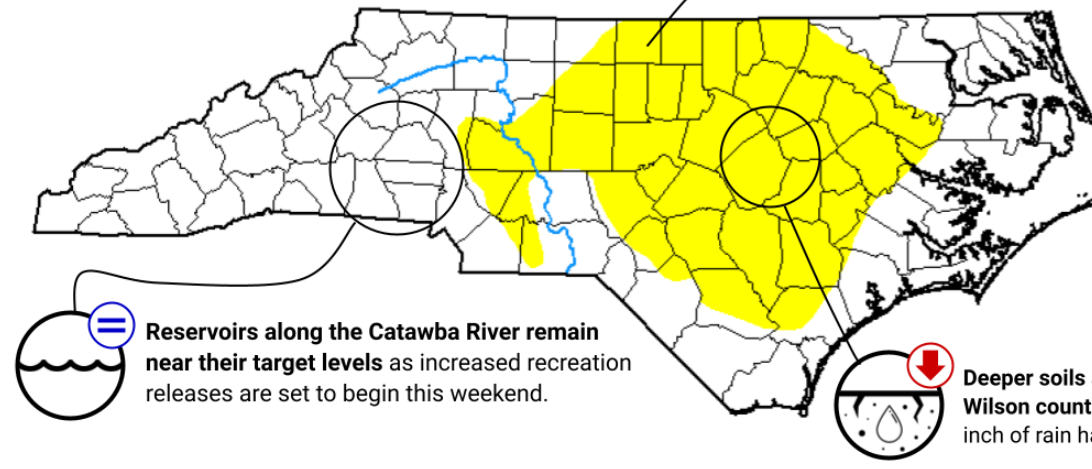 Reservoirs along the Catawba River remain
near their target levels as increased recreation
releases are set to begin this weekend.
Deeper soils
Wilson count
inch of rain ha